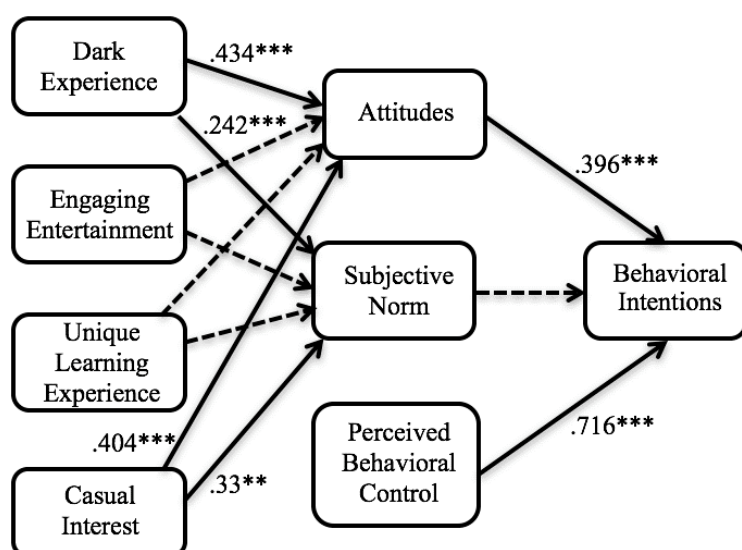 Dark
Experience
.434***
Attitudes
.242***
.396***
Engaging
Entertainment
Subjective
Norm
Behavioral
Intentions
Unique
Learning
Experience
.404***
.33**
Perceived
Behavioral
Control
.716***
Casual
Interest